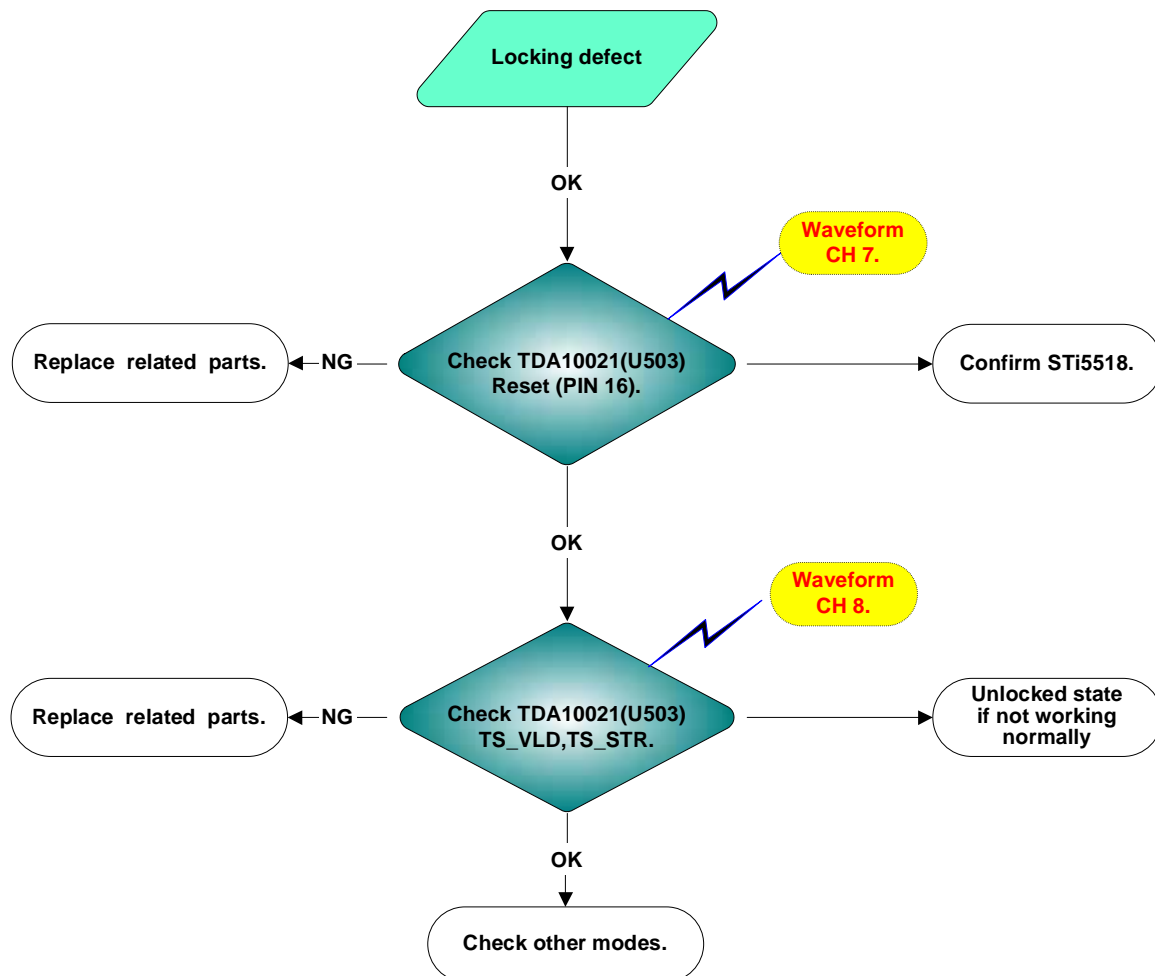 Locking defect
OK
Waveform
CH 7.
Replace related parts.
NG
Check TDA10021(U503)
Reset (PIN 16).
Confirm STi5518.
OK
Waveform
CH 8.
Replace related parts.
NG
Check TDA10021(U503)
TS_VLD,TS_STR.
Unlocked state
if not working
normally
OK
Check other modes.